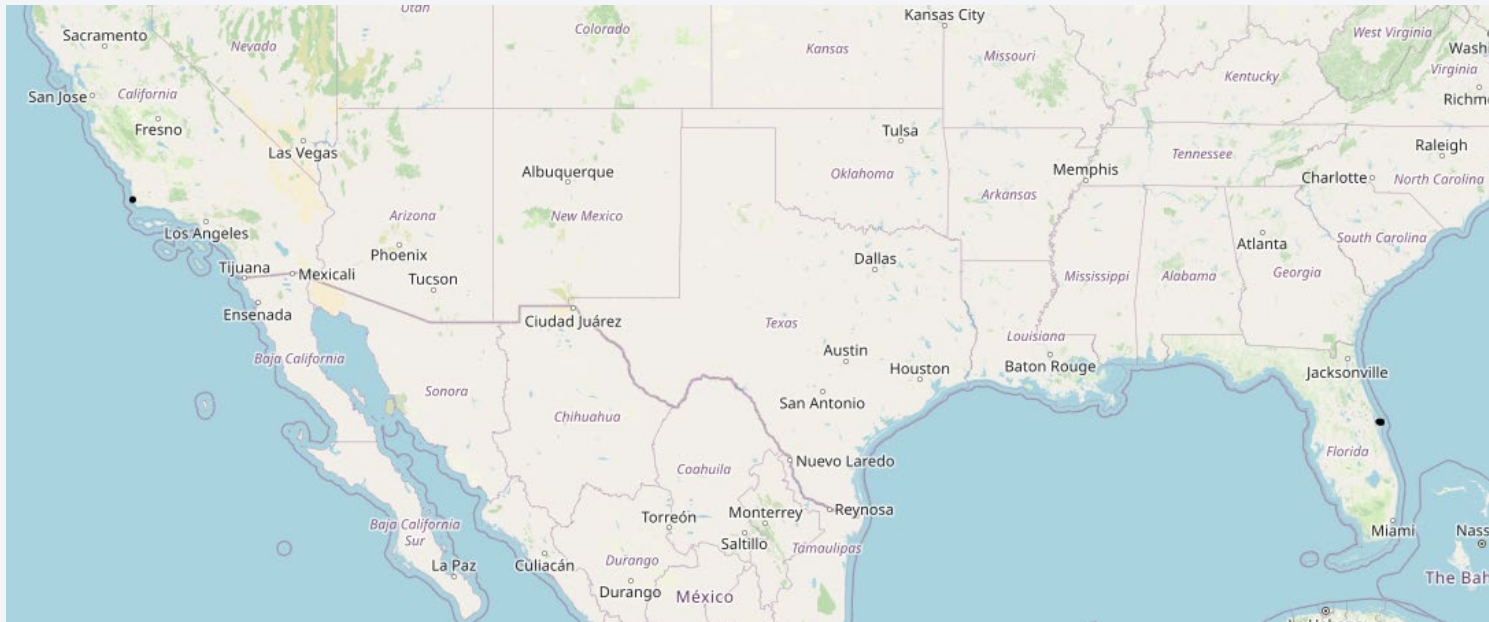 Utah
Kansas City
Sacramento
Nevada
Colorado
Kansas
Missouri
West Virginia
Wash
Kentucky
Virginia
San Jose
California
Richm
Fresno
Tulsa
Las Vegas
Raleigh
Tennessee
Albuquerque
Oklahoma
Memphis
Charlotte
North Carolina
Arkansas
Arizona
New Mexico
Los Angeles
South Carolina
Atlanta
Phoenix
Dallas
Tijuana
Mexicali
Mississippi
Alabama
Georgia
Tucson
Ensenada
Ciudad Juárez
Texas
Louisiana
Austin
Baja California
Houston
Baton Rouge
Jacksonville
Sonora
San Antonio
Chihuahua
Florida
Coahuila
Nuevo Laredo
Reynosa
Torreón
Monterrey
Baja California
Sur
Miami
Nass
Saltillo
Tamaulipas
Durango
La Paz
Culiacán
The Bah
Durango
México